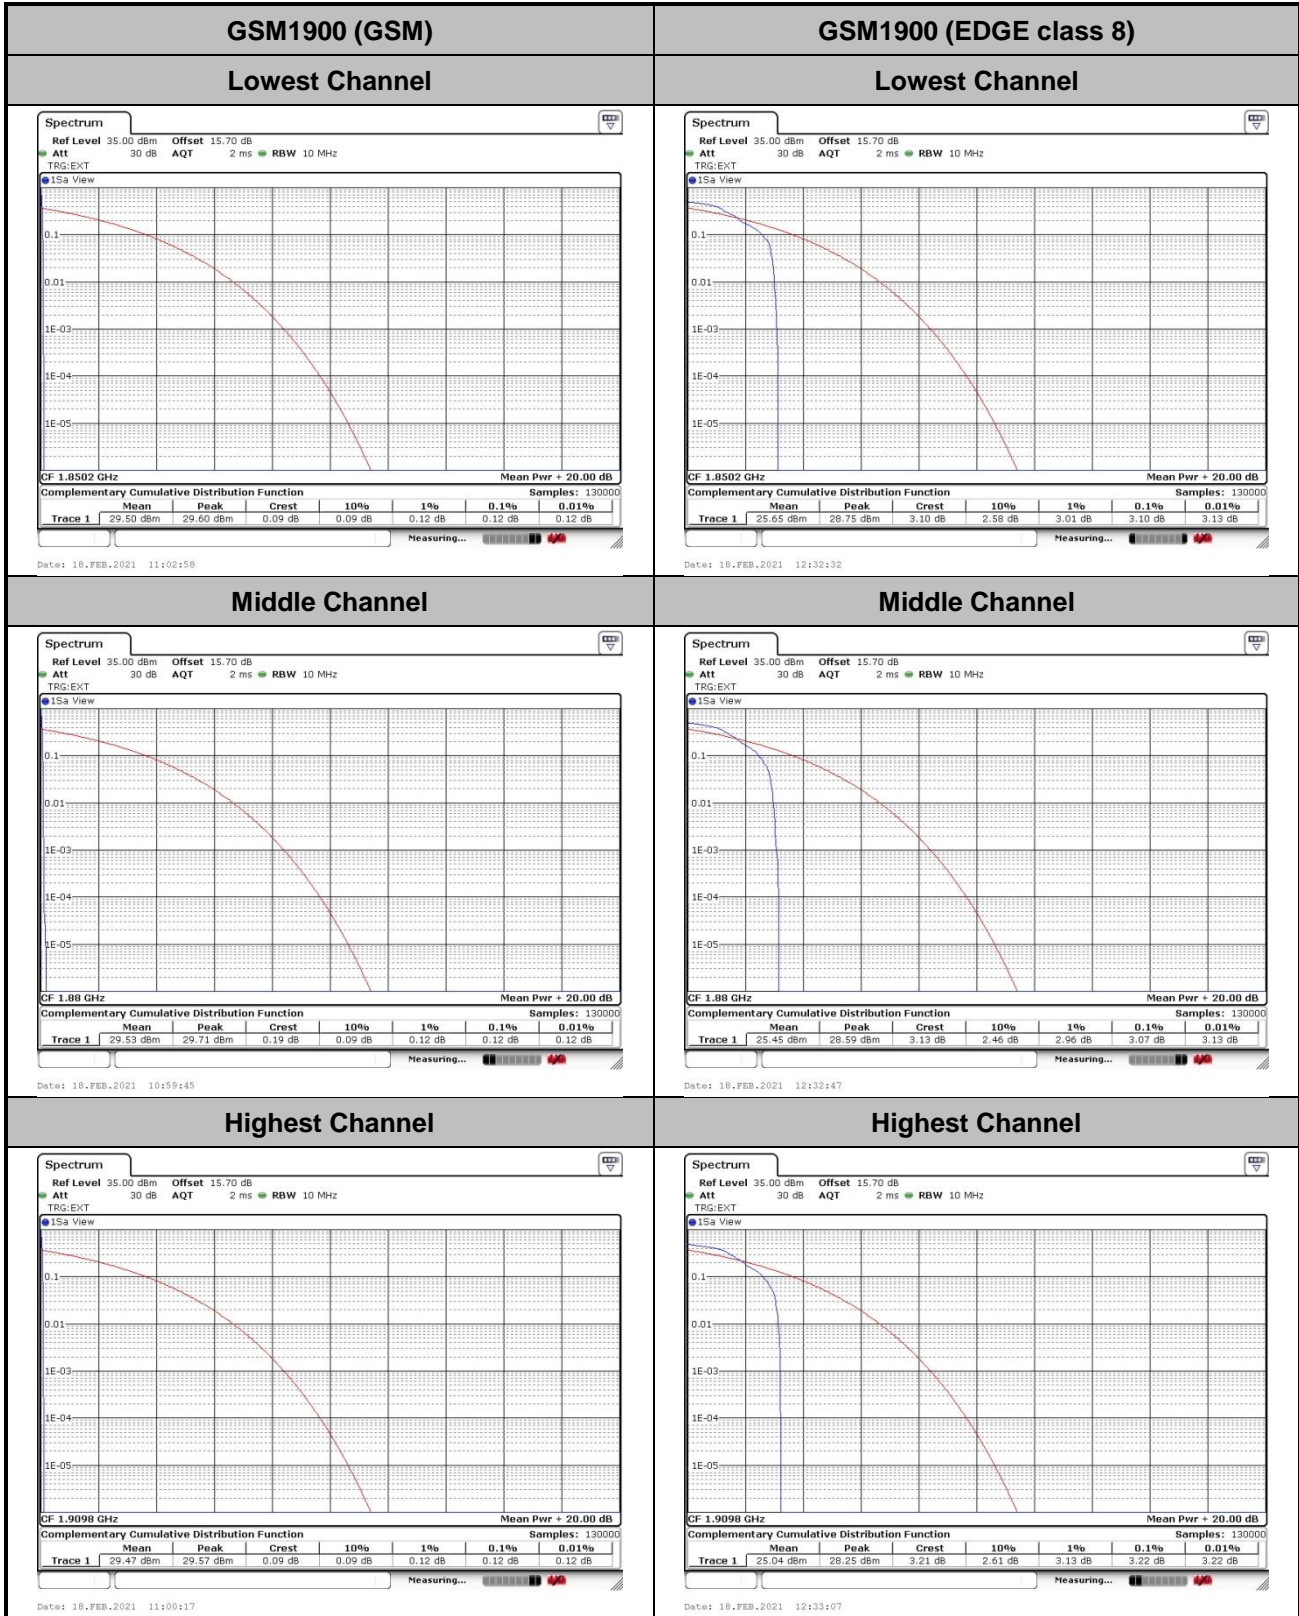 GSM1900 (GSM) GSM1900 (EDGE class 8)
Lowest Channel Lowest Channel
Spectrum
Ref Level 35.00 dBm Offset 15.70 dB
Att 30 dB AQT 2 ms RBW 10 MHz
TRG:EXT
1Sa View
0.1
0.01
1E-03
1E-04
1E-05
CF 1.8502 GHz Mean Pwr + 20.00 dB
Complementary Cumulative Distribution Function Samples: 130000
Mean Peak Crest 10% 1% 0.1% 0.01%
Trace 1 29.50 dBm 29.60 dBm 0.09 dB 0.09 dB 0.12 dB 0.12 dB 0.12 dB
Measuring...
Date: 18.FEB.2021 11:02:58
Spectrum
Ref Level 35.00 dBm Offset 15.70 dB
Att 30 dB AQT 2 ms RBW 10 MHz
TRG:EXT
1Sa View
0.1
0.01
1E-03
1E-04
1E-05
CF 1.8502 GHz Mean Pwr + 20.00 dB
Complementary Cumulative Distribution Function Samples: 130000
Mean Peak Crest 10% 1% 0.1% 0.01%
Trace 1 25.65 dBm 28.75 dBm 3.10 dB 2.58 dB 3.01 dB 3.10 dB 3.13 dB
Measuring...
Date: 18.FEB.2021 12:32:32
Middle Channel Middle Channel
Spectrum
Ref Level 35.00 dBm Offset 15.70 dB
Att 30 dB AQT 2 ms RBW 10 MHz
TRG:EXT
1Sa View
0.1
0.01
1E-03
1E-04
1E-05
CF 1.88 GHz Mean Pwr + 20.00 dB
Complementary Cumulative Distribution Function Samples: 130000
Mean Peak Crest 10% 1% 0.1% 0.01%
Trace 1 29.53 dBm 29.71 dBm 0.19 dB 0.09 dB 0.12 dB 0.12 dB 0.12 dB
Measuring...
Date: 18.FEB.2021 10:59:45
Spectrum
Ref Level 35.00 dBm Offset 15.70 dB
Att 30 dB AQT 2 ms RBW 10 MHz
TRG:EXT
1Sa View
0.1
0.01
1E-03
1E-04
1E-05
CF 1.88 GHz Mean Pwr + 20.00 dB
Complementary Cumulative Distribution Function Samples: 130000
Mean Peak Crest 10% 1% 0.1% 0.01%
Trace 1 25.45 dBm 28.59 dBm 3.13 dB 2.46 dB 2.96 dB 3.07 dB 3.13 dB
Measuring...
Date: 18.FEB.2021 12:32:47
Highest Channel Highest Channel
Spectrum
Ref Level 35.00 dBm Offset 15.70 dB
Att 30 dB AQT 2 ms RBW 10 MHz
TRG:EXT
1Sa View
0.1
0.01
1E-03
1E-04
1E-05
CF 1.9098 GHz Mean Pwr + 20.00 dB
Complementary Cumulative Distribution Function Samples: 130000
Mean Peak Crest 10% 1% 0.1% 0.01%
Trace 1 29.47 dBm 29.57 dBm 0.09 dB 0.09 dB 0.12 dB 0.12 dB 0.12 dB
Measuring...
Date: 18.FEB.2021 11:00:17
Spectrum
Ref Level 35.00 dBm Offset 15.70 dB
Att 30 dB AQT 2 ms RBW 10 MHz
TRG:EXT
1Sa View
0.1
0.01
1E-03
1E-04
1E-05
CF 1.9098 GHz Mean Pwr + 20.00 dB
Complementary Cumulative Distribution Function Samples: 130000
Mean Peak Crest 10% 1% 0.1% 0.01%
Trace 1 25.04 dBm 28.25 dBm 3.21 dB 2.61 dB 3.13 dB 3.22 dB 3.22 dB
Measuring...
Date: 18.FEB.2021 12:33:07